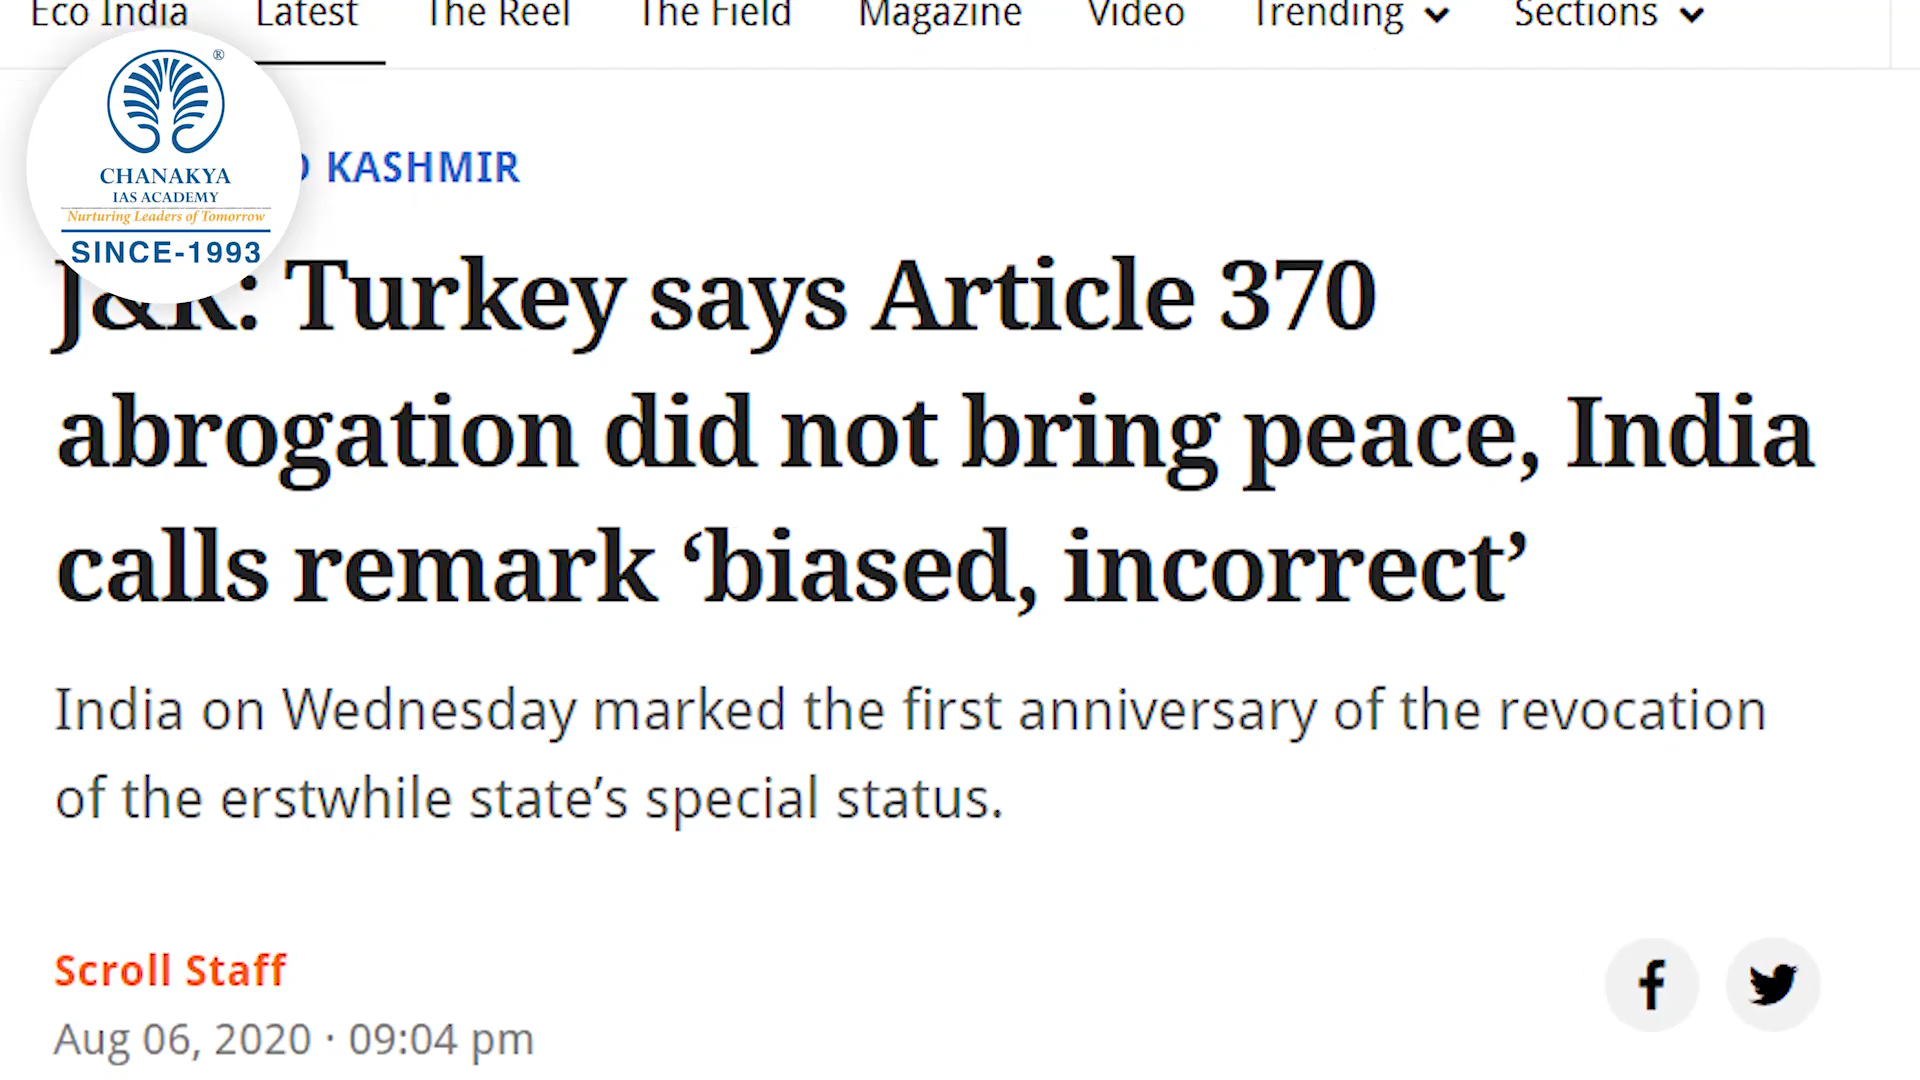 Eco India Latest The Reel The Field Magazine Video Trending Sections
®
CHANAKYA
IAS ACADEMY
Nurturing Leaders of Tomorrow
SINCE-1993
KASHMIR
J&K: Turkey says Article 370
abrogation did not bring peace, India
calls remark ‘biased, incorrect’
India on Wednesday marked the first anniversary of the revocation
of the erstwhile state’s special status.
Scroll Staff
Aug 06, 2020 · 09:04 pm